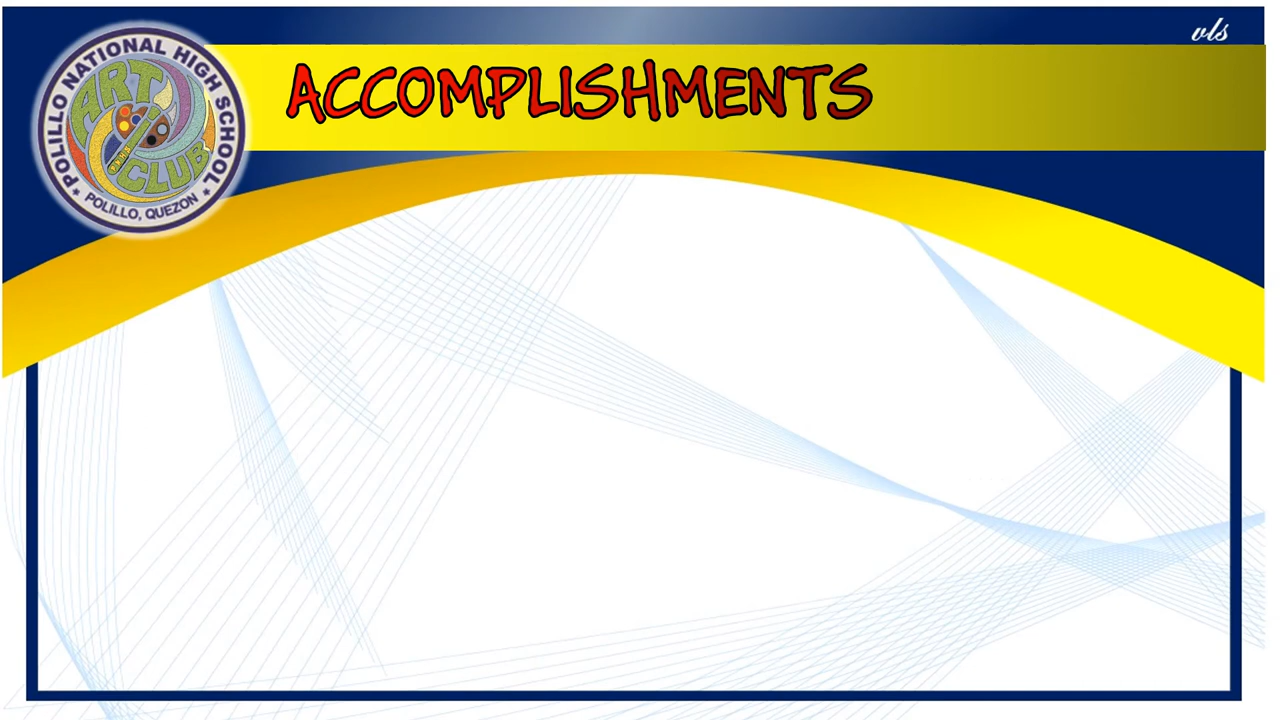 ACCOMPLISHMENTS
vls
POLILLO NATIONAL HIGH SCHOOL
ART
CLUB
P.N.H.S
POLILLO, QUEZON